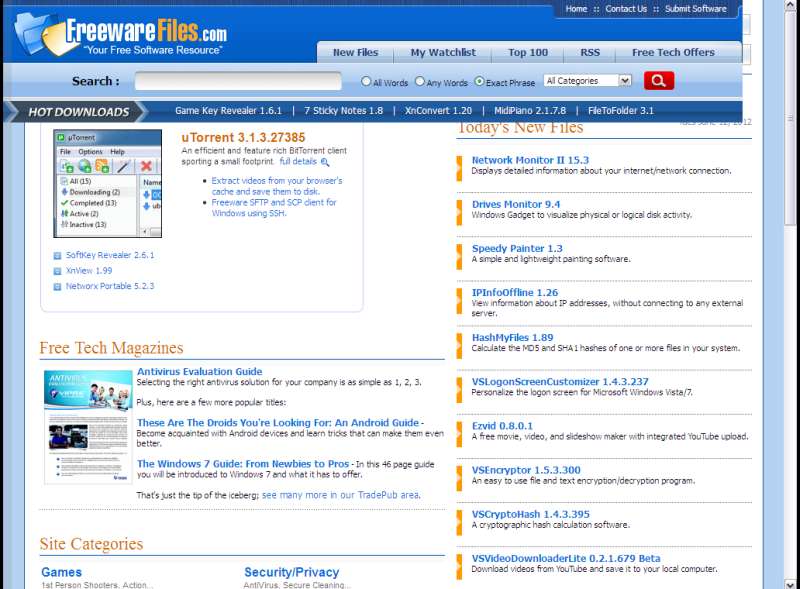 Home :: Contact Us :: Submit Software
FreewareFiles.com
"Your Free Software Resource"
New Files
My Watchlist
Top 100
RSS
Free Tech Offers
Search :
All Words
Any Words
Exact Phrase
All Categories
HOT DOWNLOADS
Game Key Revealer 1.6.1 | 7 Sticky Notes 1.8 | XnConvert 1.20 | MidiPiano 2.1.7.8 | FileToFolder 3.1
µTorrent
File Options Help
All (15)
Downloading (2)
Completed (13)
Active (2)
Inactive (13)
Name
uTorrent 3.1.3.27385
An efficient and feature rich BitTorrent client
sporting a small footprint. full details
Extract videos from your browser's
cache and save them to disk.
Freeware SFTP and SCP client for
Windows using SSH.
SoftKey Revealer 2.6.1
XnView 1.99
Networx Portable 5.2.3
Free Tech Magazines
ANTIVIRUS
VIPRE
Antivirus Evaluation Guide
Selecting the right antivirus solution for your company is as simple as 1, 2, 3.
Plus, here are a few more popular titles:
These Are The Droids You're Looking For: An Android Guide -
Become acquainted with Android devices and learn tricks that can make them even
better.
The Windows 7 Guide: From Newbies to Pros - In this 46 page guide
you will be introduced to Windows 7 and what it has to offer.
That's just the tip of the iceberg; see many more in our TradePub area.
Site Categories
Games
1st Person Shooters, Action...
Security/Privacy
AntiVirus, Secure Cleaning...
Tuesday June 12, 2012
Today's New Files
Network Monitor II 15.3
Displays detailed information about your internet/network connection.
Drives Monitor 9.4
Windows Gadget to visualize physical or logical disk activity.
Speedy Painter 1.3
A simple and lightweight painting software.
IPInfoOffline 1.26
View information about IP addresses, without connecting to any external
server.
HashMyFiles 1.89
Calculate the MD5 and SHA1 hashes of one or more files in your system.
VSLogonScreenCustomizer 1.4.3.237
Personalize the logon screen for Microsoft Windows Vista/7.
Ezvid 0.8.0.1
A free movie, video, and slideshow maker with integrated YouTube upload.
VSEncryptor 1.5.3.300
An easy to use file and text encryption/decryption program.
VSCryptoHash 1.4.3.395
A cryptographic hash calculation software.
VSVideoDownloaderLite 0.2.1.679 Beta
Download videos from YouTube and save it to your local computer.